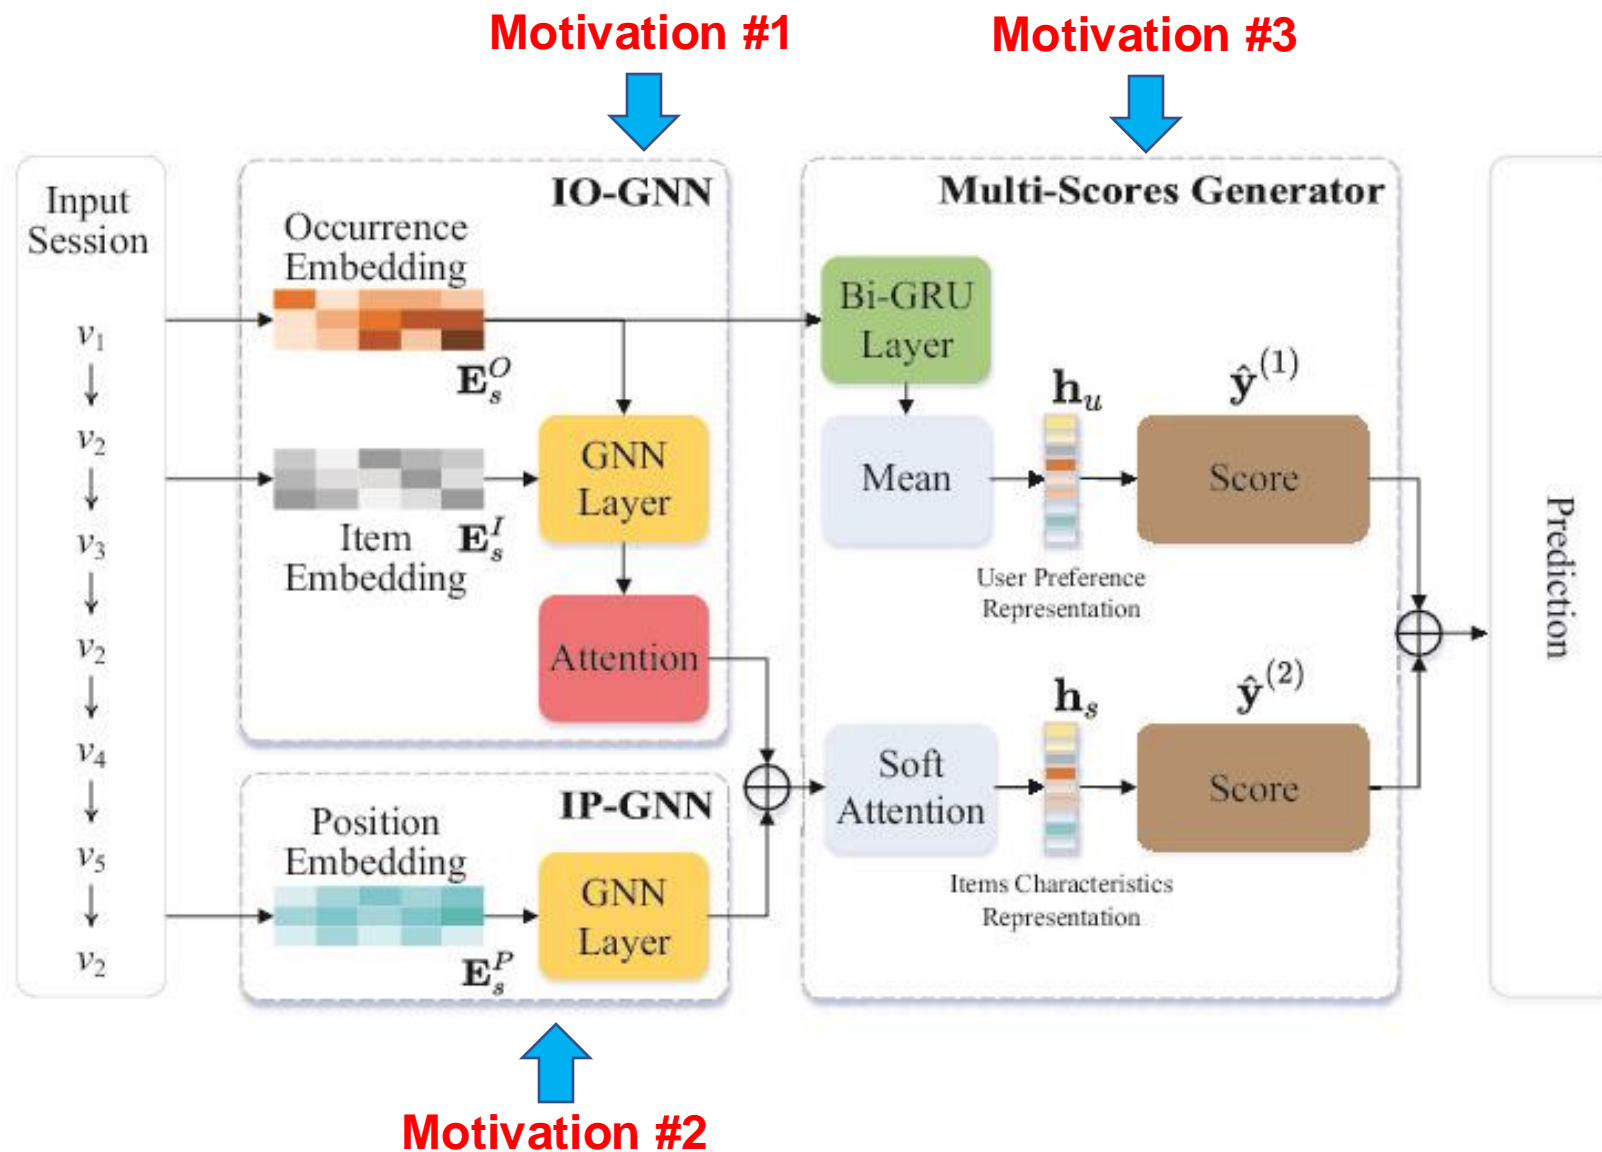 Motivation #1
Motivation #3
Input
Session
v₁
v₂
v₃
v₂
v₄
v₅
v₂
IO-GNN
Occurrence
Embedding
E_s^O
GNN
Layer
Item
Embedding
E_s^I
Attention
IP-GNN
Position
Embedding
E_s^P
GNN
Layer
Multi-Scores Generator
Bi-GRU
Layer
Mean
h_u
User Preference
Representation
ŷ^(1)
Score
Soft
Attention
h_s
Items Characteristics
Representation
ŷ^(2)
Score
Prediction
Motivation #2